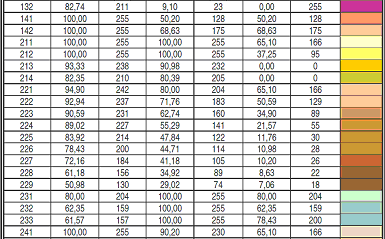 132 82,74 211 9,10 23 0,00 255
141 100,00 255 50,20 128 50,20 128
142 100,00 255 68,63 175 68,63 175
211 100,00 255 100,00 255 65,10 166
212 100,00 255 100,00 255 37,25 95
213 93,33 238 90,98 232 0,00 0
214 82,35 210 80,39 205 0,00 0
221 94,90 242 80,00 204 65,10 166
222 92,94 237 71,76 183 50,59 129
223 90,59 231 62,74 160 34,90 89
224 89,02 227 55,29 141 21,57 55
225 83,92 214 47,84 122 11,76 30
226 78,43 200 44,71 114 10,98 28
227 72,16 184 41,18 105 10,20 26
228 61,18 156 34,92 89 8,63 22
229 50,98 130 29,02 74 7,06 18
231 80,00 204 100,00 255 80,00 204
232 62,35 159 100,00 255 62,35 159
233 61,57 157 100,00 255 78,43 200
241 100,00 255 90,20 230 65,10 166